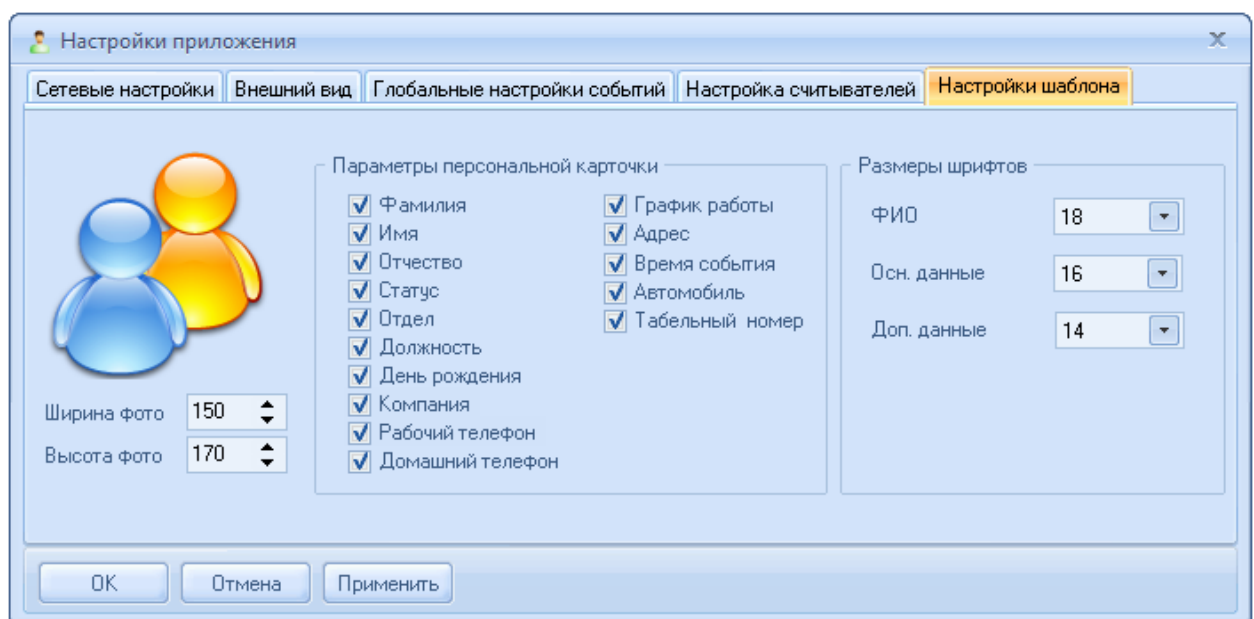 Настройки приложения
Сетевые настройки Внешний вид Глобальные настройки событий Настройка считывателей Настройки шаблона
Ширина фото 150
Высота фото 170
Параметры персональной карточки
Фамилия
Имя
Отчество
Статус
Отдел
Должность
День рождения
Компания
Рабочий телефон
Домашний телефон
График работы
Адрес
Время события
Автомобиль
Табельный номер
Размеры шрифтов
ФИО 18
Осн. данные 16
Доп. данные 14
OK Отмена Применить